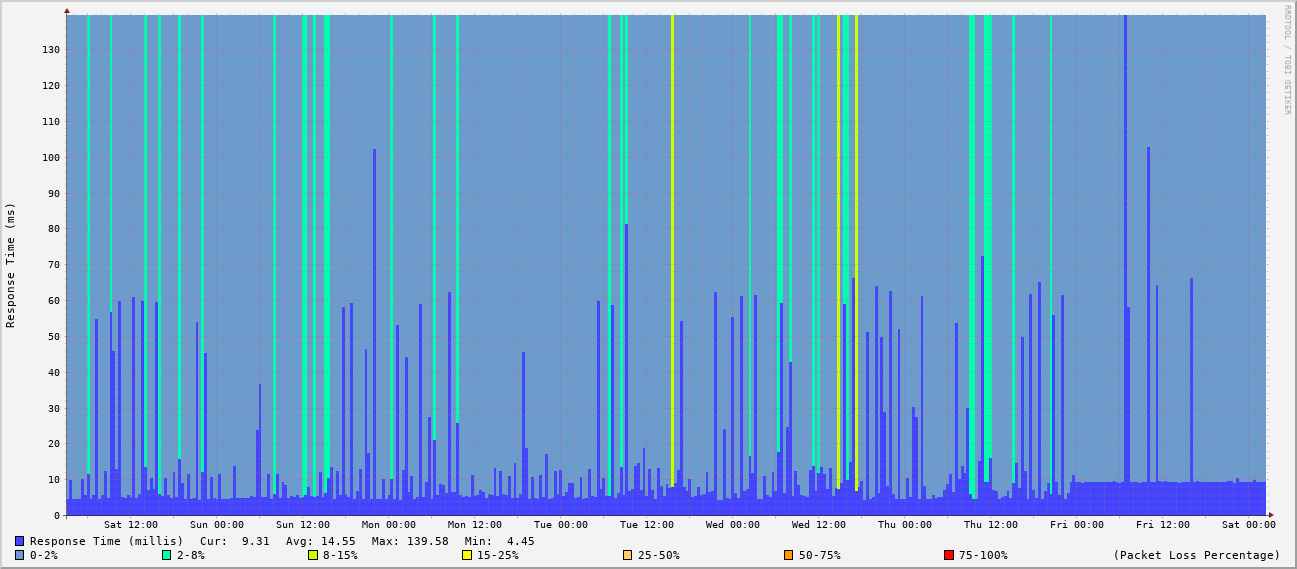 RRDTOOL / TOBI OETIKER
Response Time (ms)
130
120
110
100
90
80
70
60
50
40
30
20
10
0
Sat 12:00 Sun 00:00 Sun 12:00 Mon 00:00 Mon 12:00 Tue 00:00 Tue 12:00 Wed 00:00 Wed 12:00 Thu 00:00 Thu 12:00 Fri 00:00 Fri 12:00 Sat 00:00
Response Time (millis) Cur: 9.31 Avg: 14.55 Max: 139.58 Min: 4.45
0-2% 2-8% 8-15% 15-25% 25-50% 50-75% 75-100% (Packet Loss Percentage)